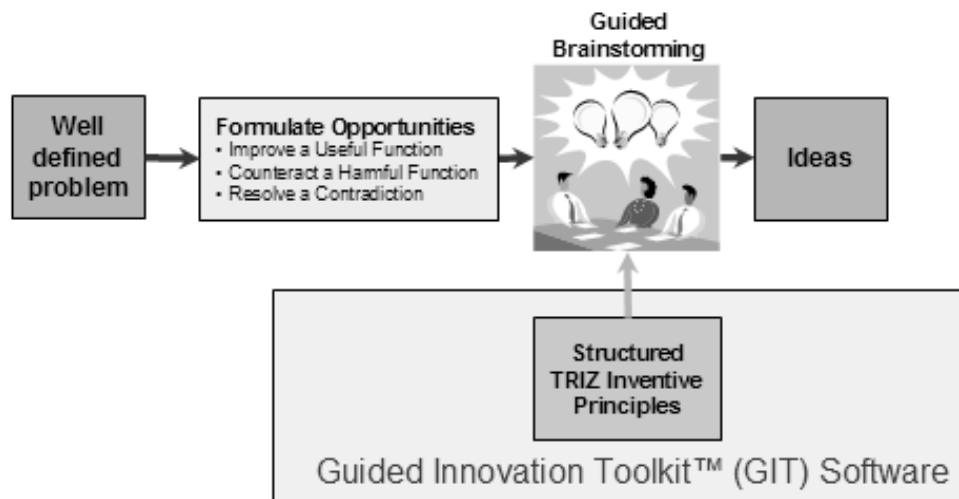 Guided
Brainstorming
Well
defined
problem
Formulate Opportunities
• Improve a Useful Function
• Counteract a Harmful Function
• Resolve a Contradiction
Ideas
Structured
TRIZ Inventive
Principles
Guided Innovation Toolkit™ (GIT) Software